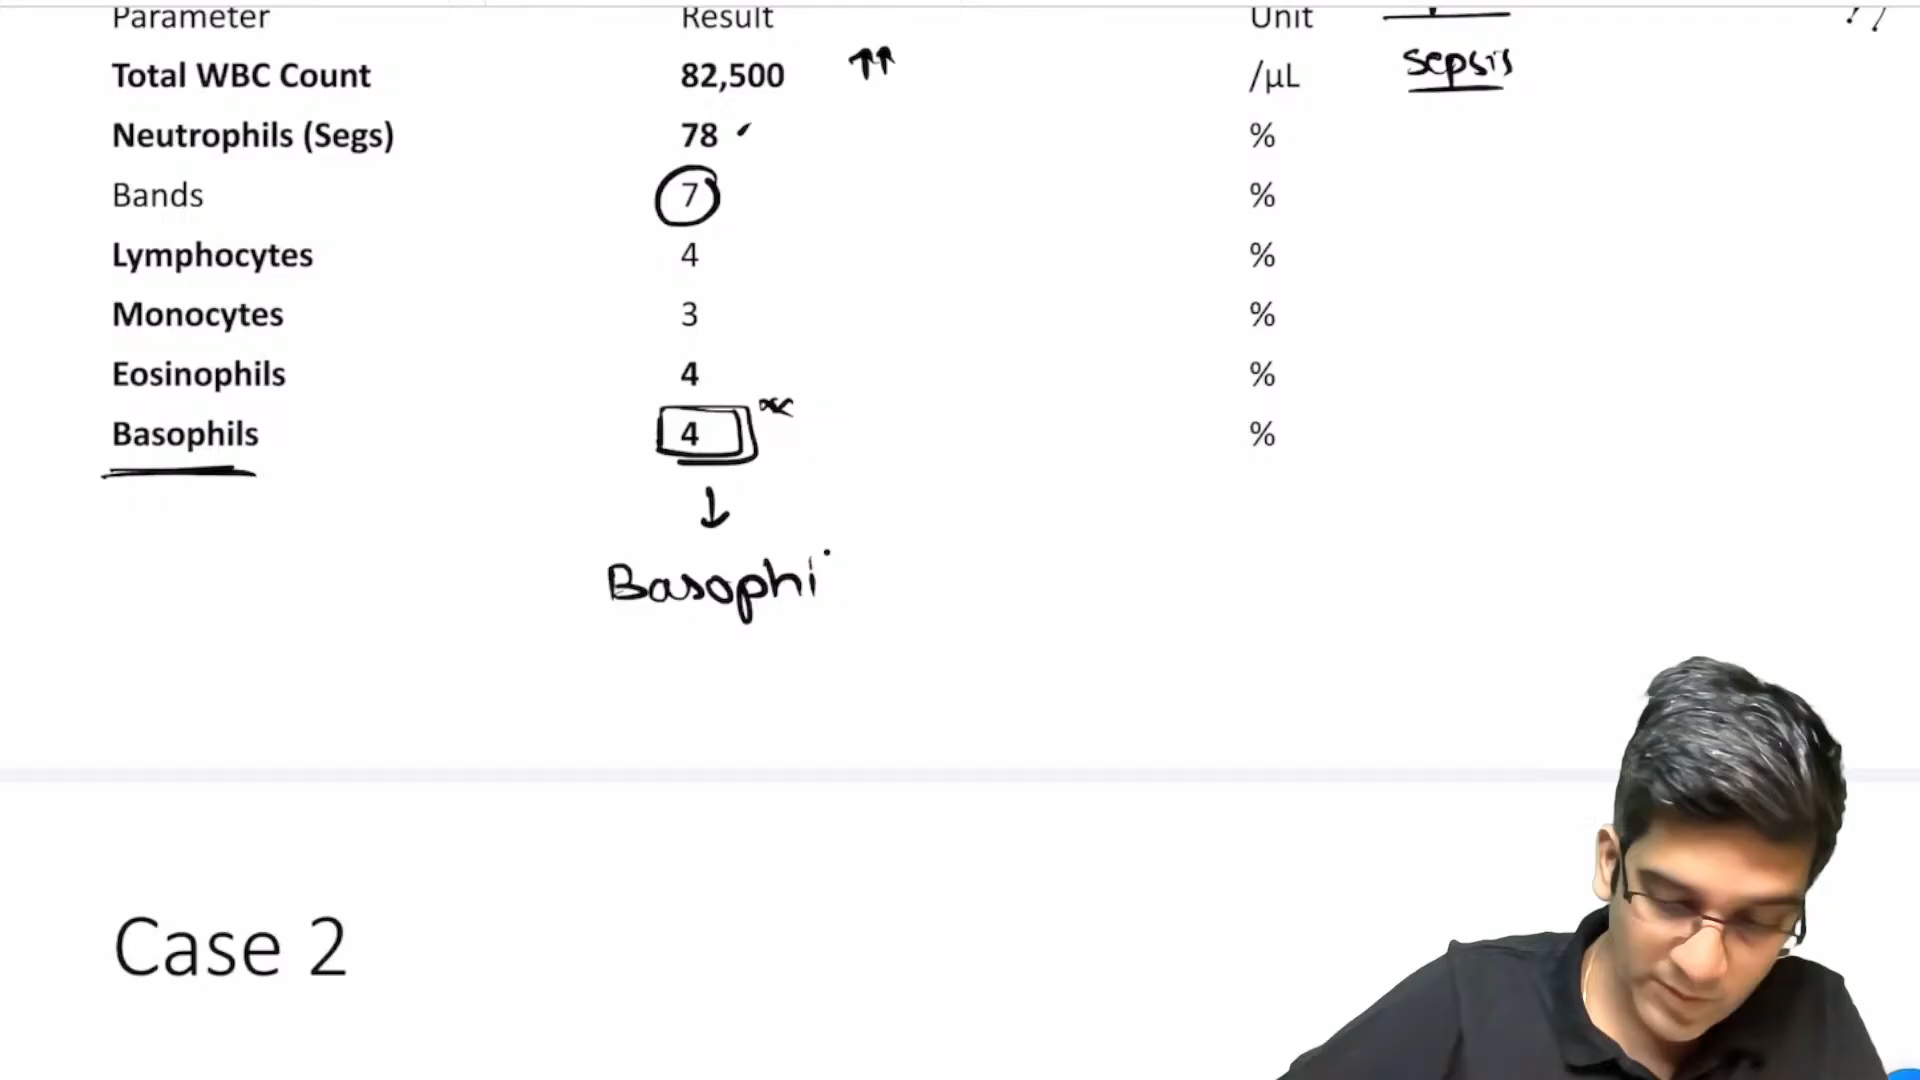 Parameter Result Unit
Total WBC Count 82,500 ↑↑ /μL sepsis
Neutrophils (Segs) 78 %
Bands 7 %
Lymphocytes 4 %
Monocytes 3 %
Eosinophils 4 %
Basophils 4 %
↓
Basophi
Case 2